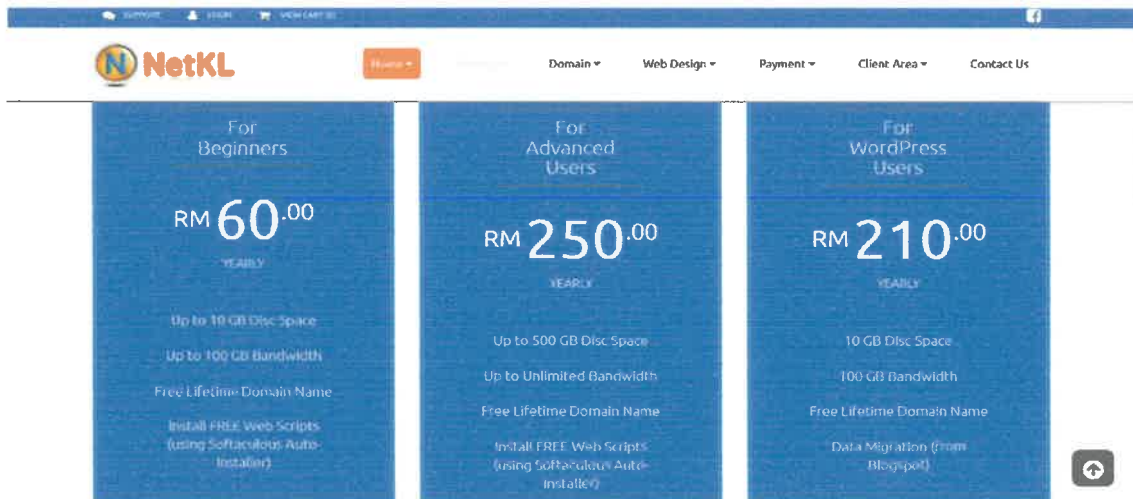 SUPPORT LOGIN VIEW CART (0)
NetKL
Home Domain Web Design Payment Client Area Contact Us
For
Beginners
RM 60.00
YEARLY
Up to 10 GB Disc Space
Up to 100 GB Bandwidth
Free Lifetime Domain Name
Install FREE Web Scripts
(using Softaculous Auto-
Installer)
For
Advanced
Users
RM 250.00
YEARLY
Up to 500 GB Disc Space
Up to Unlimited Bandwidth
Free Lifetime Domain Name
Install FREE Web Scripts
(using Softaculous Auto-
Installer)
For
WordPress
Users
RM 210.00
YEARLY
10 GB Disc Space
100 GB Bandwidth
Free Lifetime Domain Name
Data Migration (from
Blogspot)